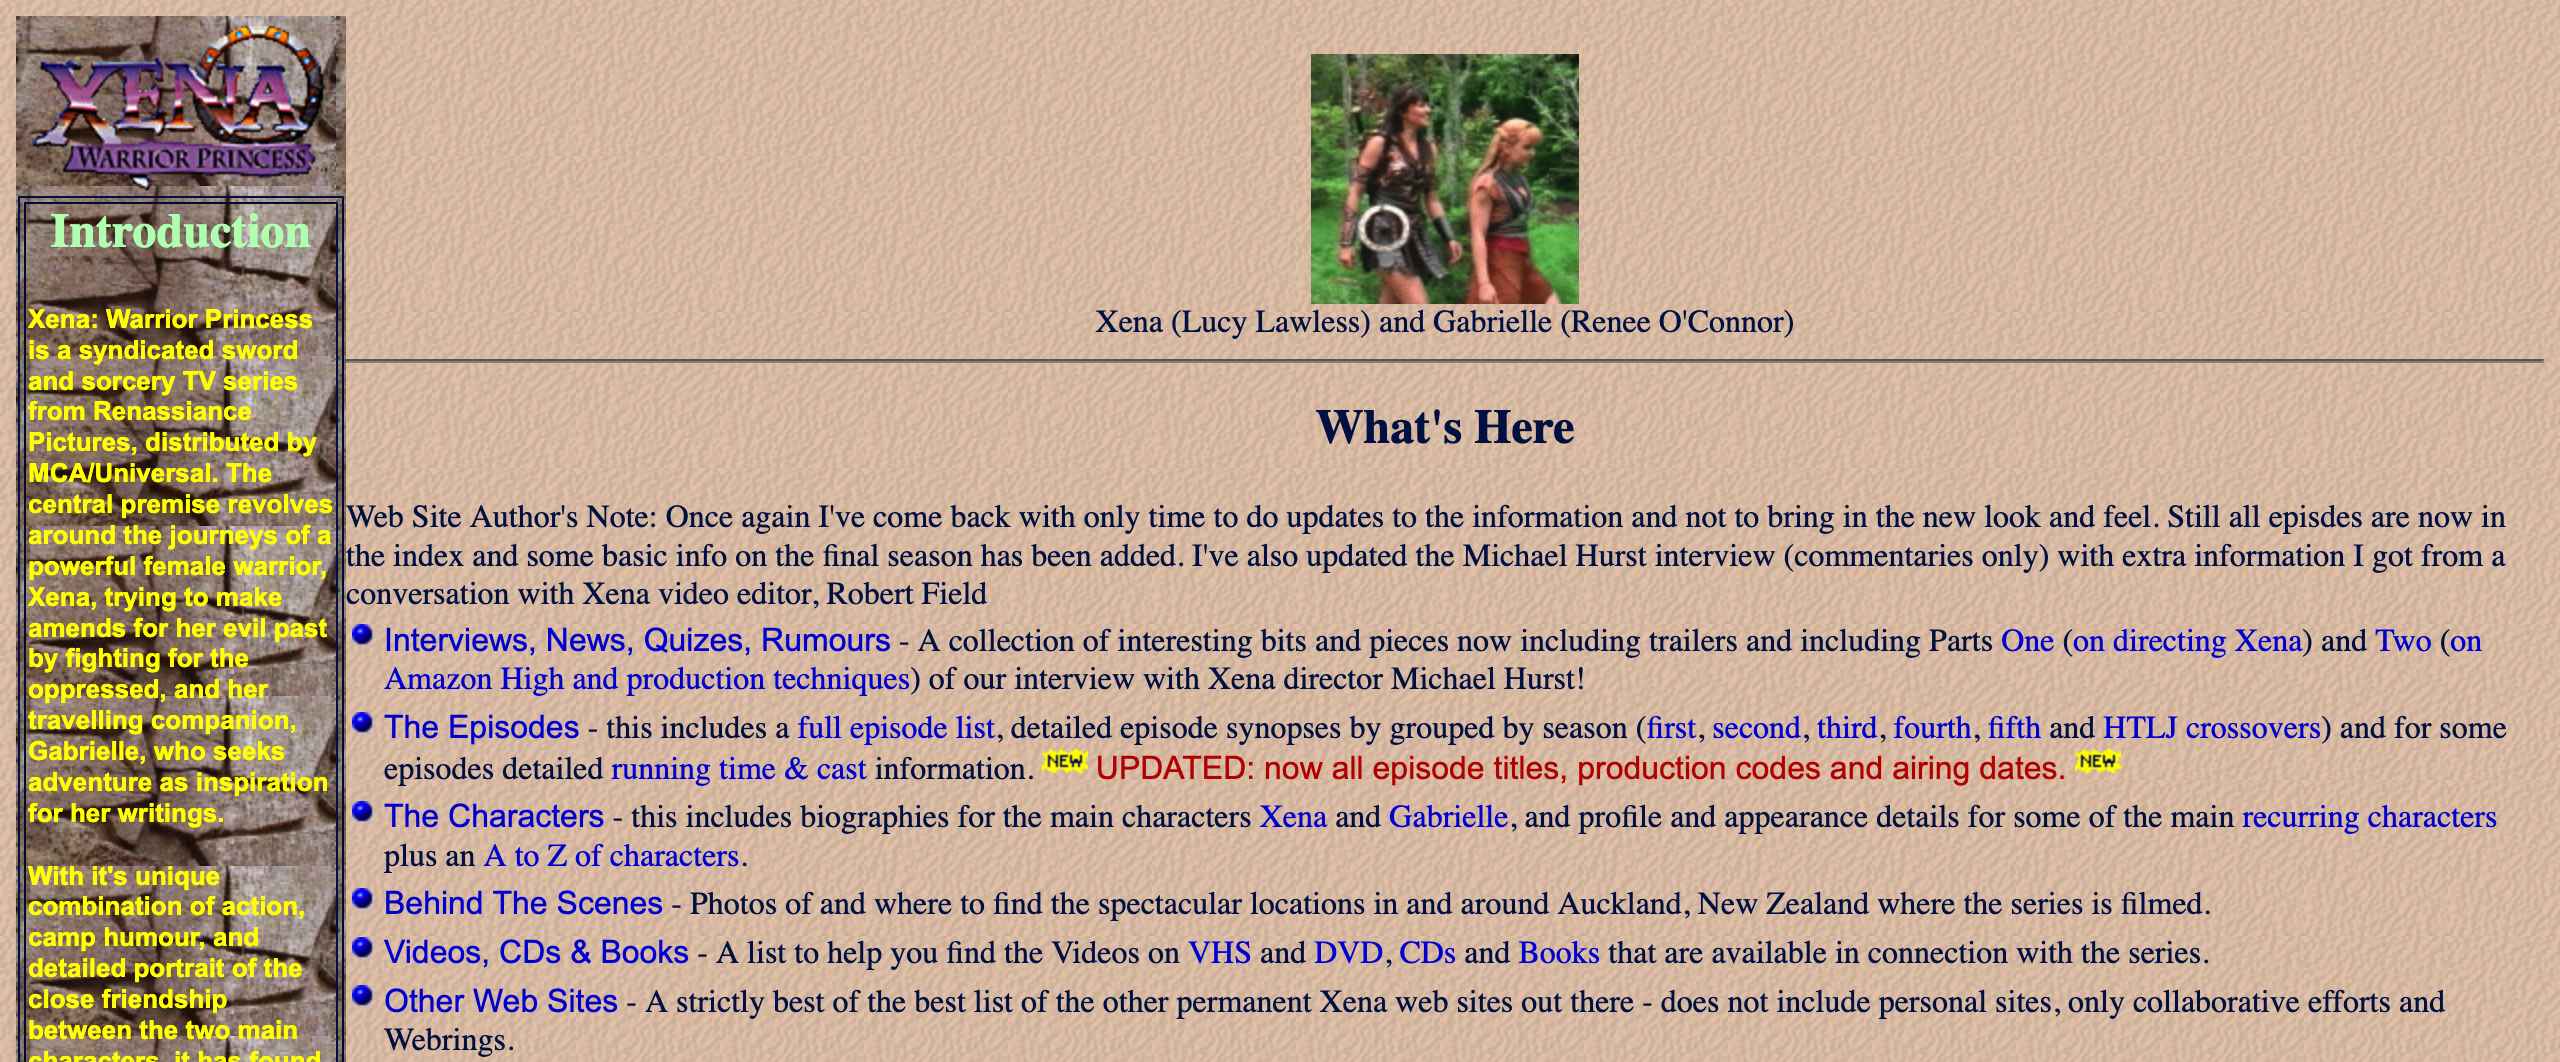 XENA
WARRIOR PRINCESS
Introduction
Xena: Warrior Princess
is a syndicated sword
and sorcery TV series
from Renassiance
Pictures, distributed by
MCA/Universal. The
central premise revolves
around the journeys of a
powerful female warrior,
Xena, trying to make
amends for her evil past
by fighting for the
oppressed, and her
travelling companion,
Gabrielle, who seeks
adventure as inspiration
for her writings.
With it's unique
combination of action,
camp humour, and
detailed portrait of the
close friendship
between the two main
characters, it has found
Xena (Lucy Lawless) and Gabrielle (Renee O'Connor)
What's Here
Web Site Author's Note: Once again I've come back with only time to do updates to the information and not to bring in the new look and feel. Still all episdes are now in
the index and some basic info on the final season has been added. I've also updated the Michael Hurst interview (commentaries only) with extra information I got from a
conversation with Xena video editor, Robert Field
Interviews, News, Quizes, Rumours - A collection of interesting bits and pieces now including trailers and including Parts One (on directing Xena) and Two (on
Amazon High and production techniques) of our interview with Xena director Michael Hurst!
The Episodes - this includes a full episode list, detailed episode synopses by grouped by season (first, second, third, fourth, fifth and HTLJ crossovers) and for some
episodes detailed running time & cast information. NEW UPDATED: now all episode titles, production codes and airing dates. NEW
The Characters - this includes biographies for the main characters Xena and Gabrielle, and profile and appearance details for some of the main recurring characters
plus an A to Z of characters.
Behind The Scenes - Photos of and where to find the spectacular locations in and around Auckland, New Zealand where the series is filmed.
Videos, CDs & Books - A list to help you find the Videos on VHS and DVD, CDs and Books that are available in connection with the series.
Other Web Sites - A strictly best of the best list of the other permanent Xena web sites out there - does not include personal sites, only collaborative efforts and
Webrings.